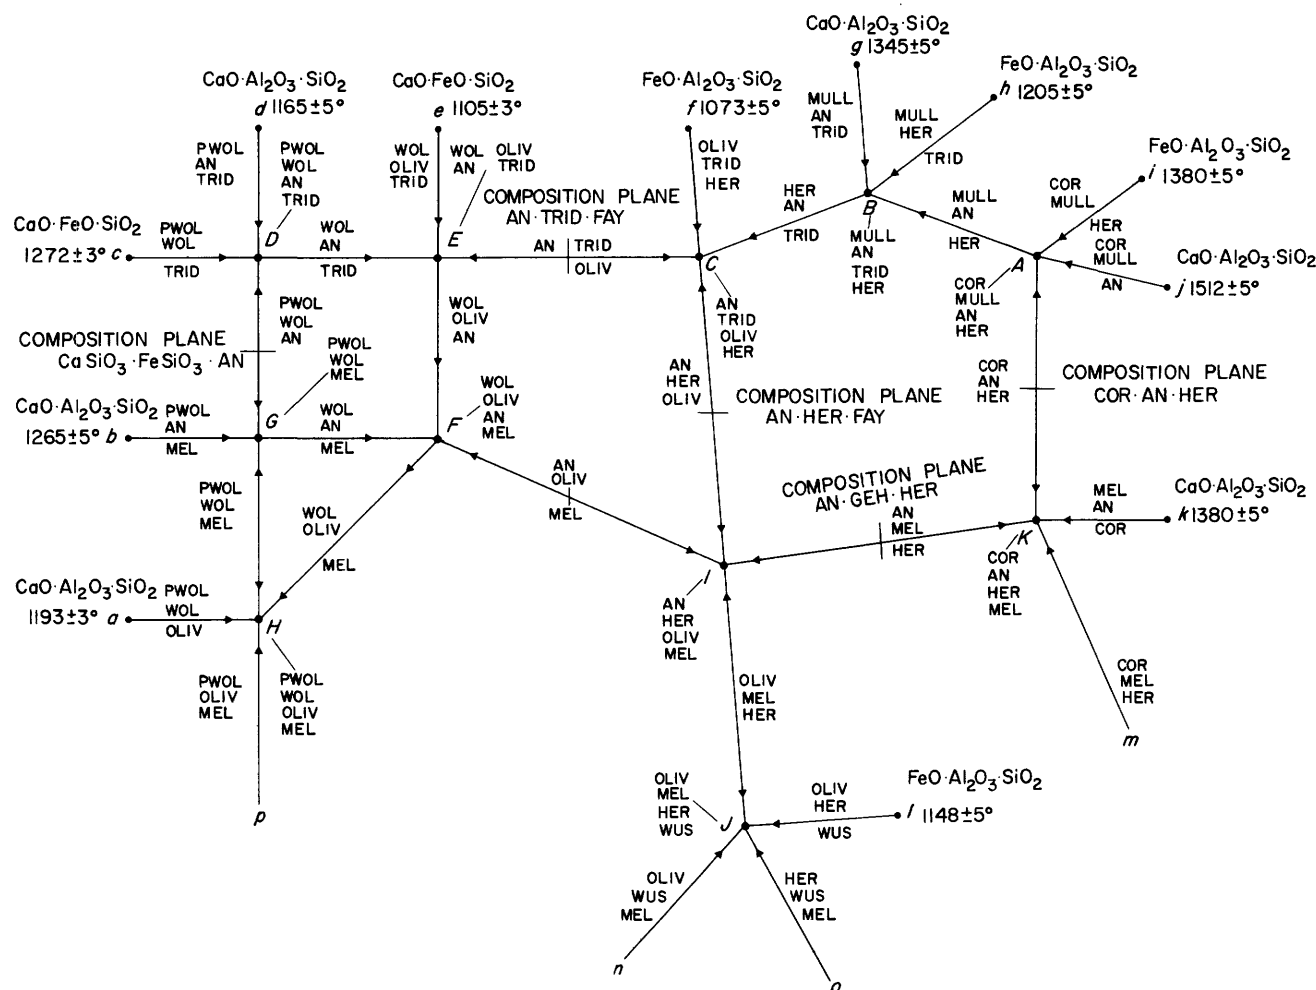 CaO·Al₂O₃·SiO₂
g 1345±5°
CaO·Al₂O₃·SiO₂
d 1165±5°
CaO·FeO·SiO₂
e 1105±3°
FeO·Al₂O₃·SiO₂
f 1073±5°
FeO·Al₂O₃·SiO₂
h 1205±5°
MULL
AN
TRID
MULL
HER
TRID
PWOL
AN
TRID
PWOL
WOL
AN
TRID
WOL
OLIV
TRID
WOL
AN
OLIV
TRID
OLIV
TRID
HER
FeO·Al₂O₃·SiO₂
i 1380±5°
COR
MULL
HER
COMPOSITION PLANE
AN·TRID·FAY
HER
AN
TRID
B
MULL
AN
TRID
HER
MULL
AN
HER
CaO·FeO·SiO₂
1272±3° c
PWOL
WOL
TRID
D
WOL
AN
TRID
E
AN
TRID
OLIV
C
AN
TRID
OLIV
HER
COR
MULL
AN
HER
A
COR
MULL
AN
CaO·Al₂O₃·SiO₂
j 1512±5°
PWOL
WOL
AN
COMPOSITION PLANE
CaSiO₃·FeSiO₃·AN
PWOL
WOL
MEL
WOL
OLIV
AN
AN
HER
OLIV
COMPOSITION PLANE
AN·HER·FAY
COR
AN
HER
COMPOSITION PLANE
COR·AN·HER
CaO·Al₂O₃·SiO₂
1265±5° b
PWOL
AN
MEL
G
WOL
AN
MEL
F
WOL
OLIV
AN
MEL
AN
OLIV
MEL
COMPOSITION PLANE
AN·GEH·HER
AN
MEL
HER
MEL
AN
COR
CaO·Al₂O₃·SiO₂
k 1380±5°
PWOL
WOL
MEL
WOL
OLIV
MEL
I
AN
HER
OLIV
MEL
K
COR
AN
HER
MEL
CaO·Al₂O₃·SiO₂
1193±3° a
PWOL
WOL
OLIV
H
PWOL
OLIV
MEL
PWOL
WOL
OLIV
MEL
OLIV
MEL
HER
COR
MEL
HER
m
p
OLIV
MEL
HER
WUS
J
OLIV
HER
WUS
FeO·Al₂O₃·SiO₂
l 1148±5°
OLIV
WUS
MEL
HER
WUS
MEL
n
o